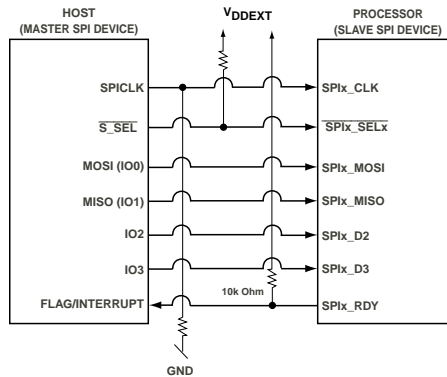 HOST
(MASTER SPI DEVICE)
VDDEXT
PROCESSOR
(SLAVE SPI DEVICE)
SPICLK
SPIx_CLK
S_SEL
SPIx_SELx
MOSI (IO0)
SPIx_MOSI
MISO (IO1)
SPIx_MISO
IO2
SPIx_D2
IO3
SPIx_D3
10k Ohm
FLAG/INTERRUPT
SPIx_RDY
GND